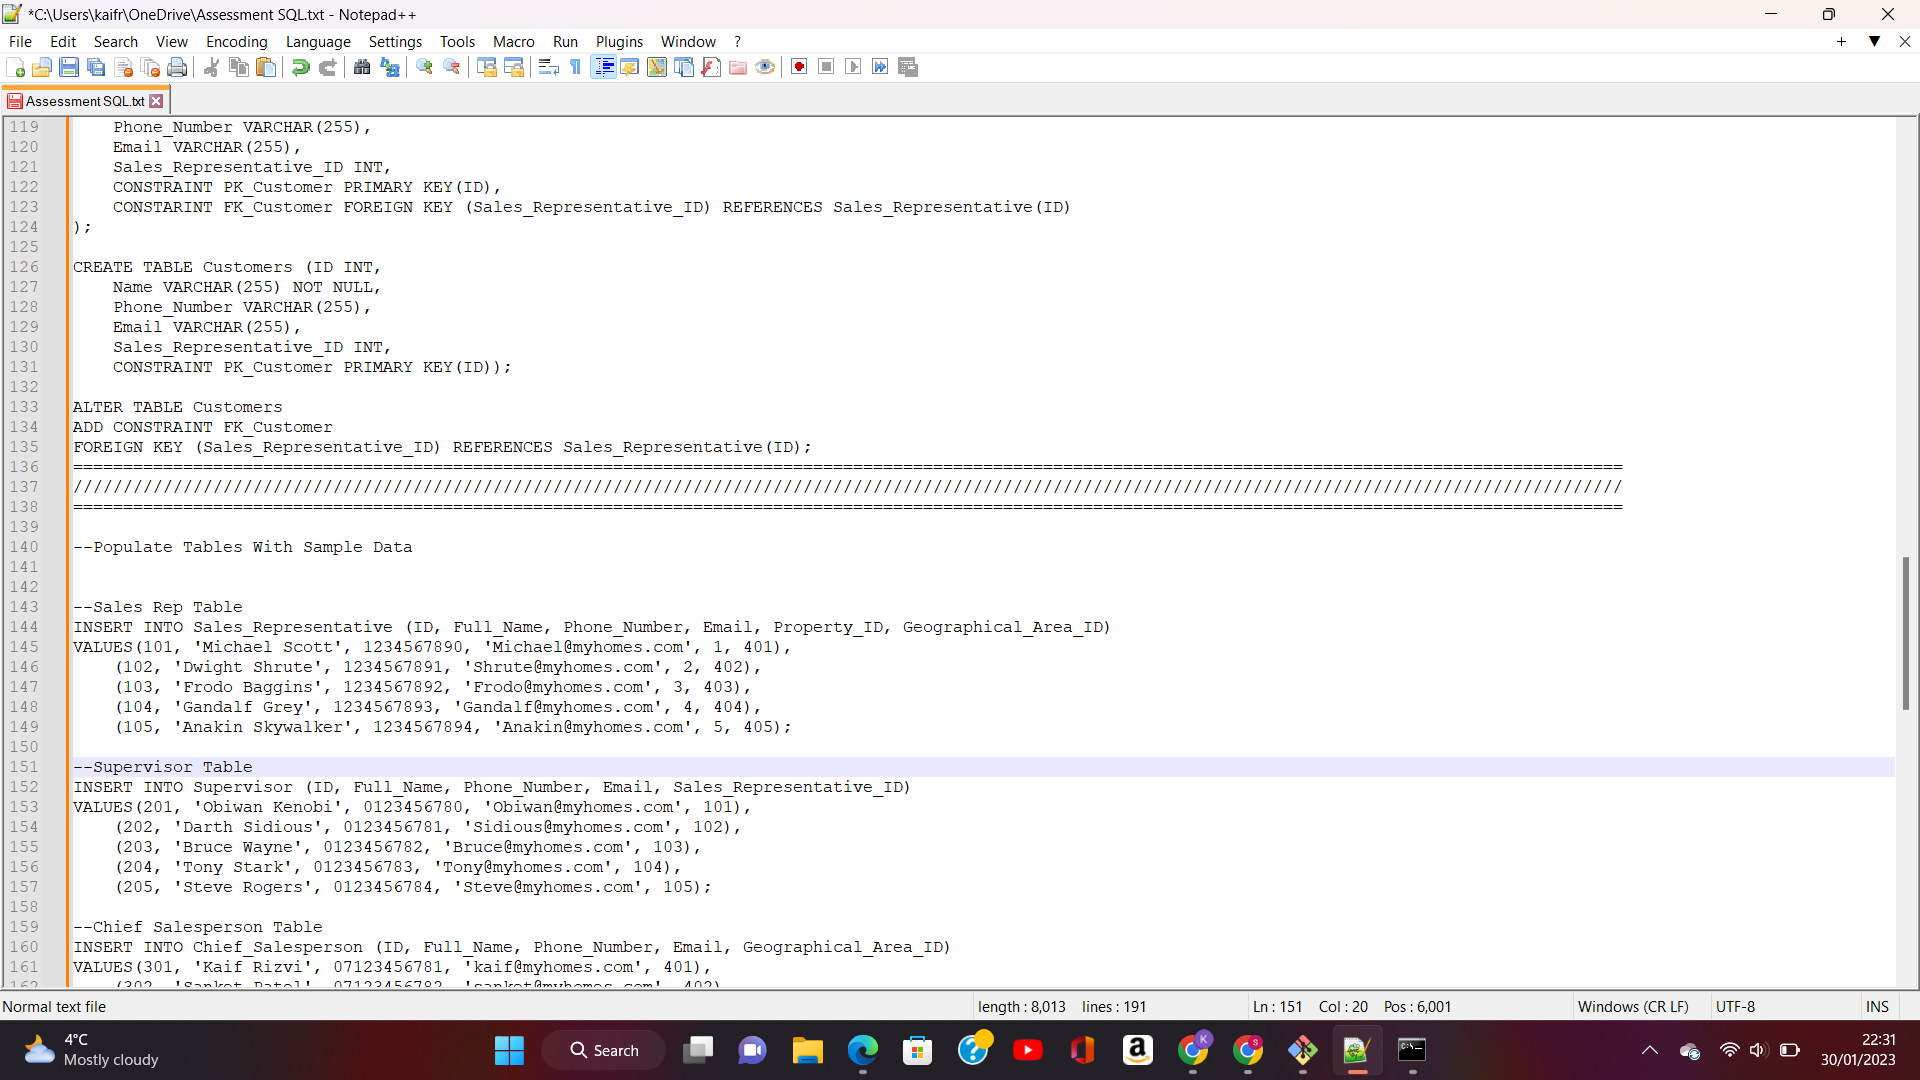 *C:\Users\kaifr\OneDrive\Assessment SQL.txt - Notepad++
File Edit Search View Encoding Language Settings Tools Macro Run Plugins Window ?
Assessment SQL.txt
119 Phone_Number VARCHAR(255),
120 Email VARCHAR(255),
121 Sales_Representative_ID INT,
122 CONSTRAINT PK_Customer PRIMARY KEY(ID),
123 CONSTARINT FK_Customer FOREIGN KEY (Sales_Representative_ID) REFERENCES Sales_Representative(ID)
124 );
125
126 CREATE TABLE Customers (ID INT,
127 Name VARCHAR(255) NOT NULL,
128 Phone_Number VARCHAR(255),
129 Email VARCHAR(255),
130 Sales_Representative_ID INT,
131 CONSTRAINT PK_Customer PRIMARY KEY(ID));
132
133 ALTER TABLE Customers
134 ADD CONSTRAINT FK_Customer
135 FOREIGN KEY (Sales_Representative_ID) REFERENCES Sales_Representative(ID);
136 ===========================================================================================================================================================
137 ///////////////////////////////////////////////////////////////////////////////////////////////////////////////////////////////////////////////////////////
138 ===========================================================================================================================================================
139
140 --Populate Tables With Sample Data
141
142
143 --Sales Rep Table
144 INSERT INTO Sales_Representative (ID, Full_Name, Phone_Number, Email, Property_ID, Geographical_Area_ID)
145 VALUES(101, 'Michael Scott', 1234567890, 'Michael@myhomes.com', 1, 401),
146 (102, 'Dwight Shrute', 1234567891, 'Shrute@myhomes.com', 2, 402),
147 (103, 'Frodo Baggins', 1234567892, 'Frodo@myhomes.com', 3, 403),
148 (104, 'Gandalf Grey', 1234567893, 'Gandalf@myhomes.com', 4, 404),
149 (105, 'Anakin Skywalker', 1234567894, 'Anakin@myhomes.com', 5, 405);
150
151 --Supervisor Table
152 INSERT INTO Supervisor (ID, Full_Name, Phone_Number, Email, Sales_Representative_ID)
153 VALUES(201, 'Obiwan Kenobi', 0123456780, 'Obiwan@myhomes.com', 101),
154 (202, 'Darth Sidious', 0123456781, 'Sidious@myhomes.com', 102),
155 (203, 'Bruce Wayne', 0123456782, 'Bruce@myhomes.com', 103),
156 (204, 'Tony Stark', 0123456783, 'Tony@myhomes.com', 104),
157 (205, 'Steve Rogers', 0123456784, 'Steve@myhomes.com', 105);
158
159 --Chief Salesperson Table
160 INSERT INTO Chief_Salesperson (ID, Full_Name, Phone_Number, Email, Geographical_Area_ID)
161 VALUES(301, 'Kaif Rizvi', 07123456781, 'kaif@myhomes.com', 401),
162 (302, 'Sanket Patel', 07123456782, 'sanket@myhomes.com', 402)
Normal text file length : 8,013 lines : 191 Ln : 151 Col : 20 Pos : 6,001 Windows (CR LF) UTF-8 INS
4°C
Mostly cloudy
Search
22:31
30/01/2023